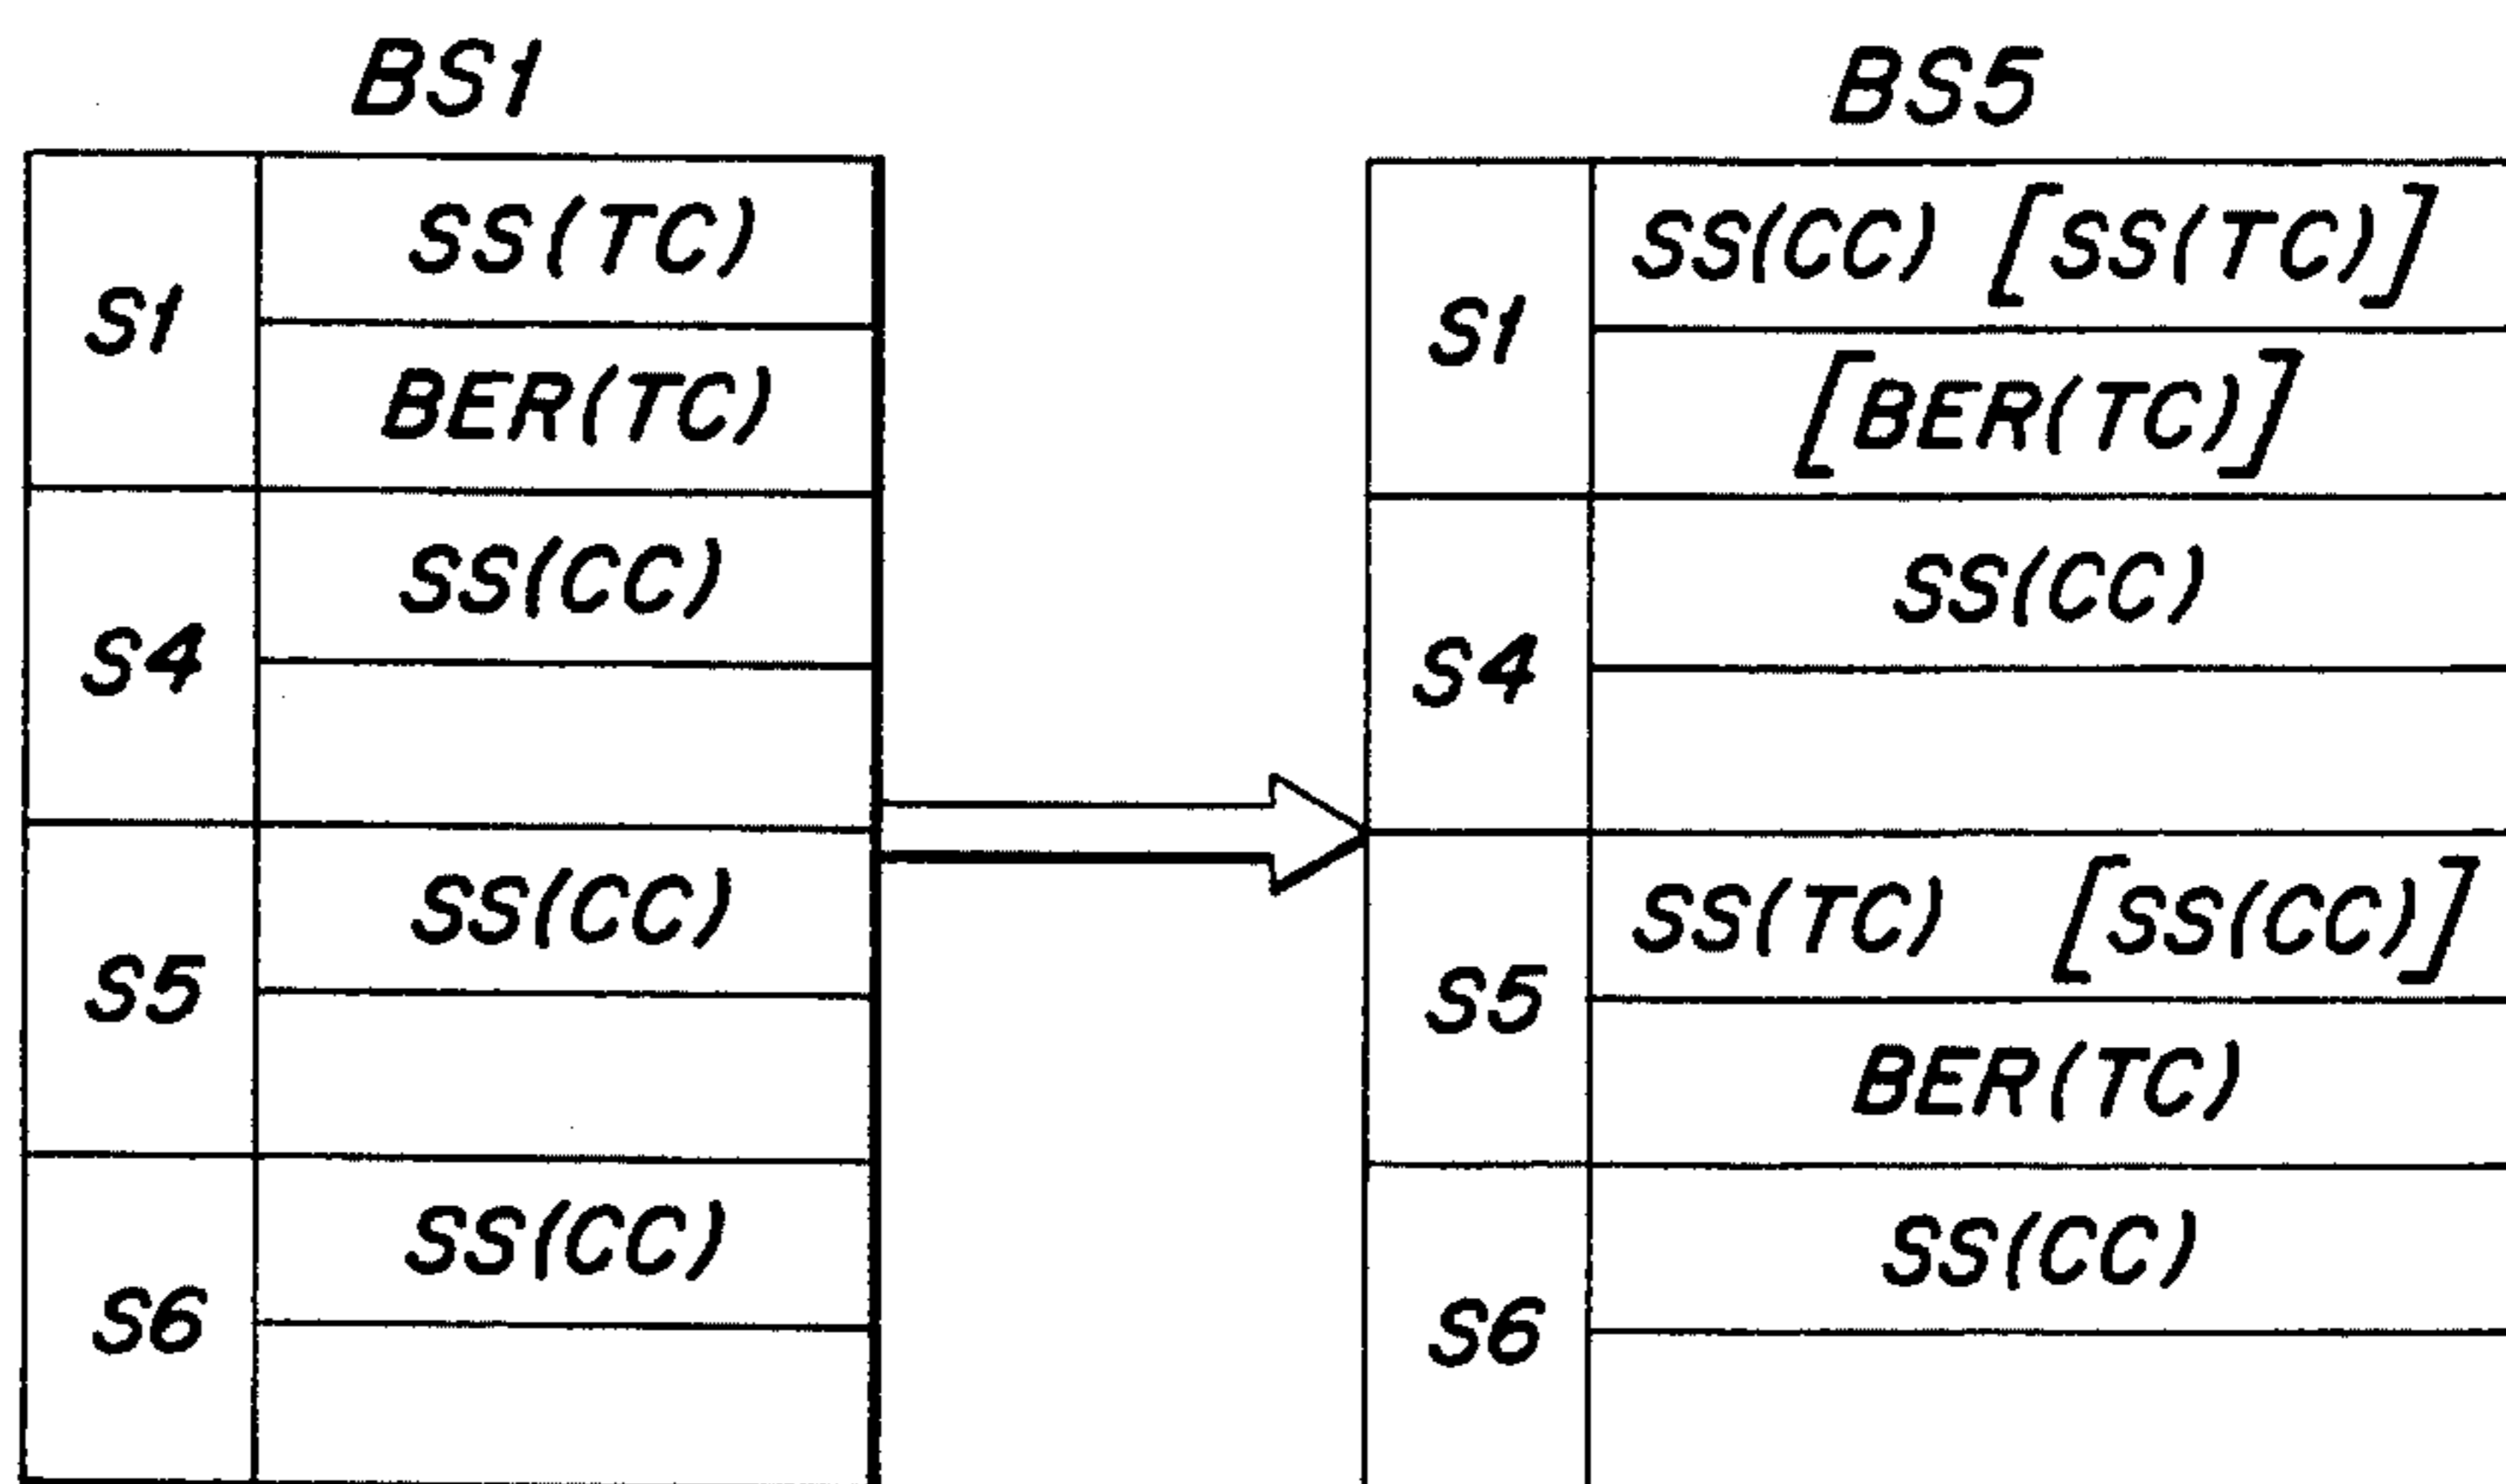 BS1
S1
SS(TC)
BER(TC)
S4
SS(CC)
S5
SS(CC)
S6
SS(CC)
BS5
S1
SS(CC) [SS(TC)]
[BER(TC)]
S4
SS(CC)
S5
SS(TC) [SS(CC)]
BER(TC)
S6
SS(CC)